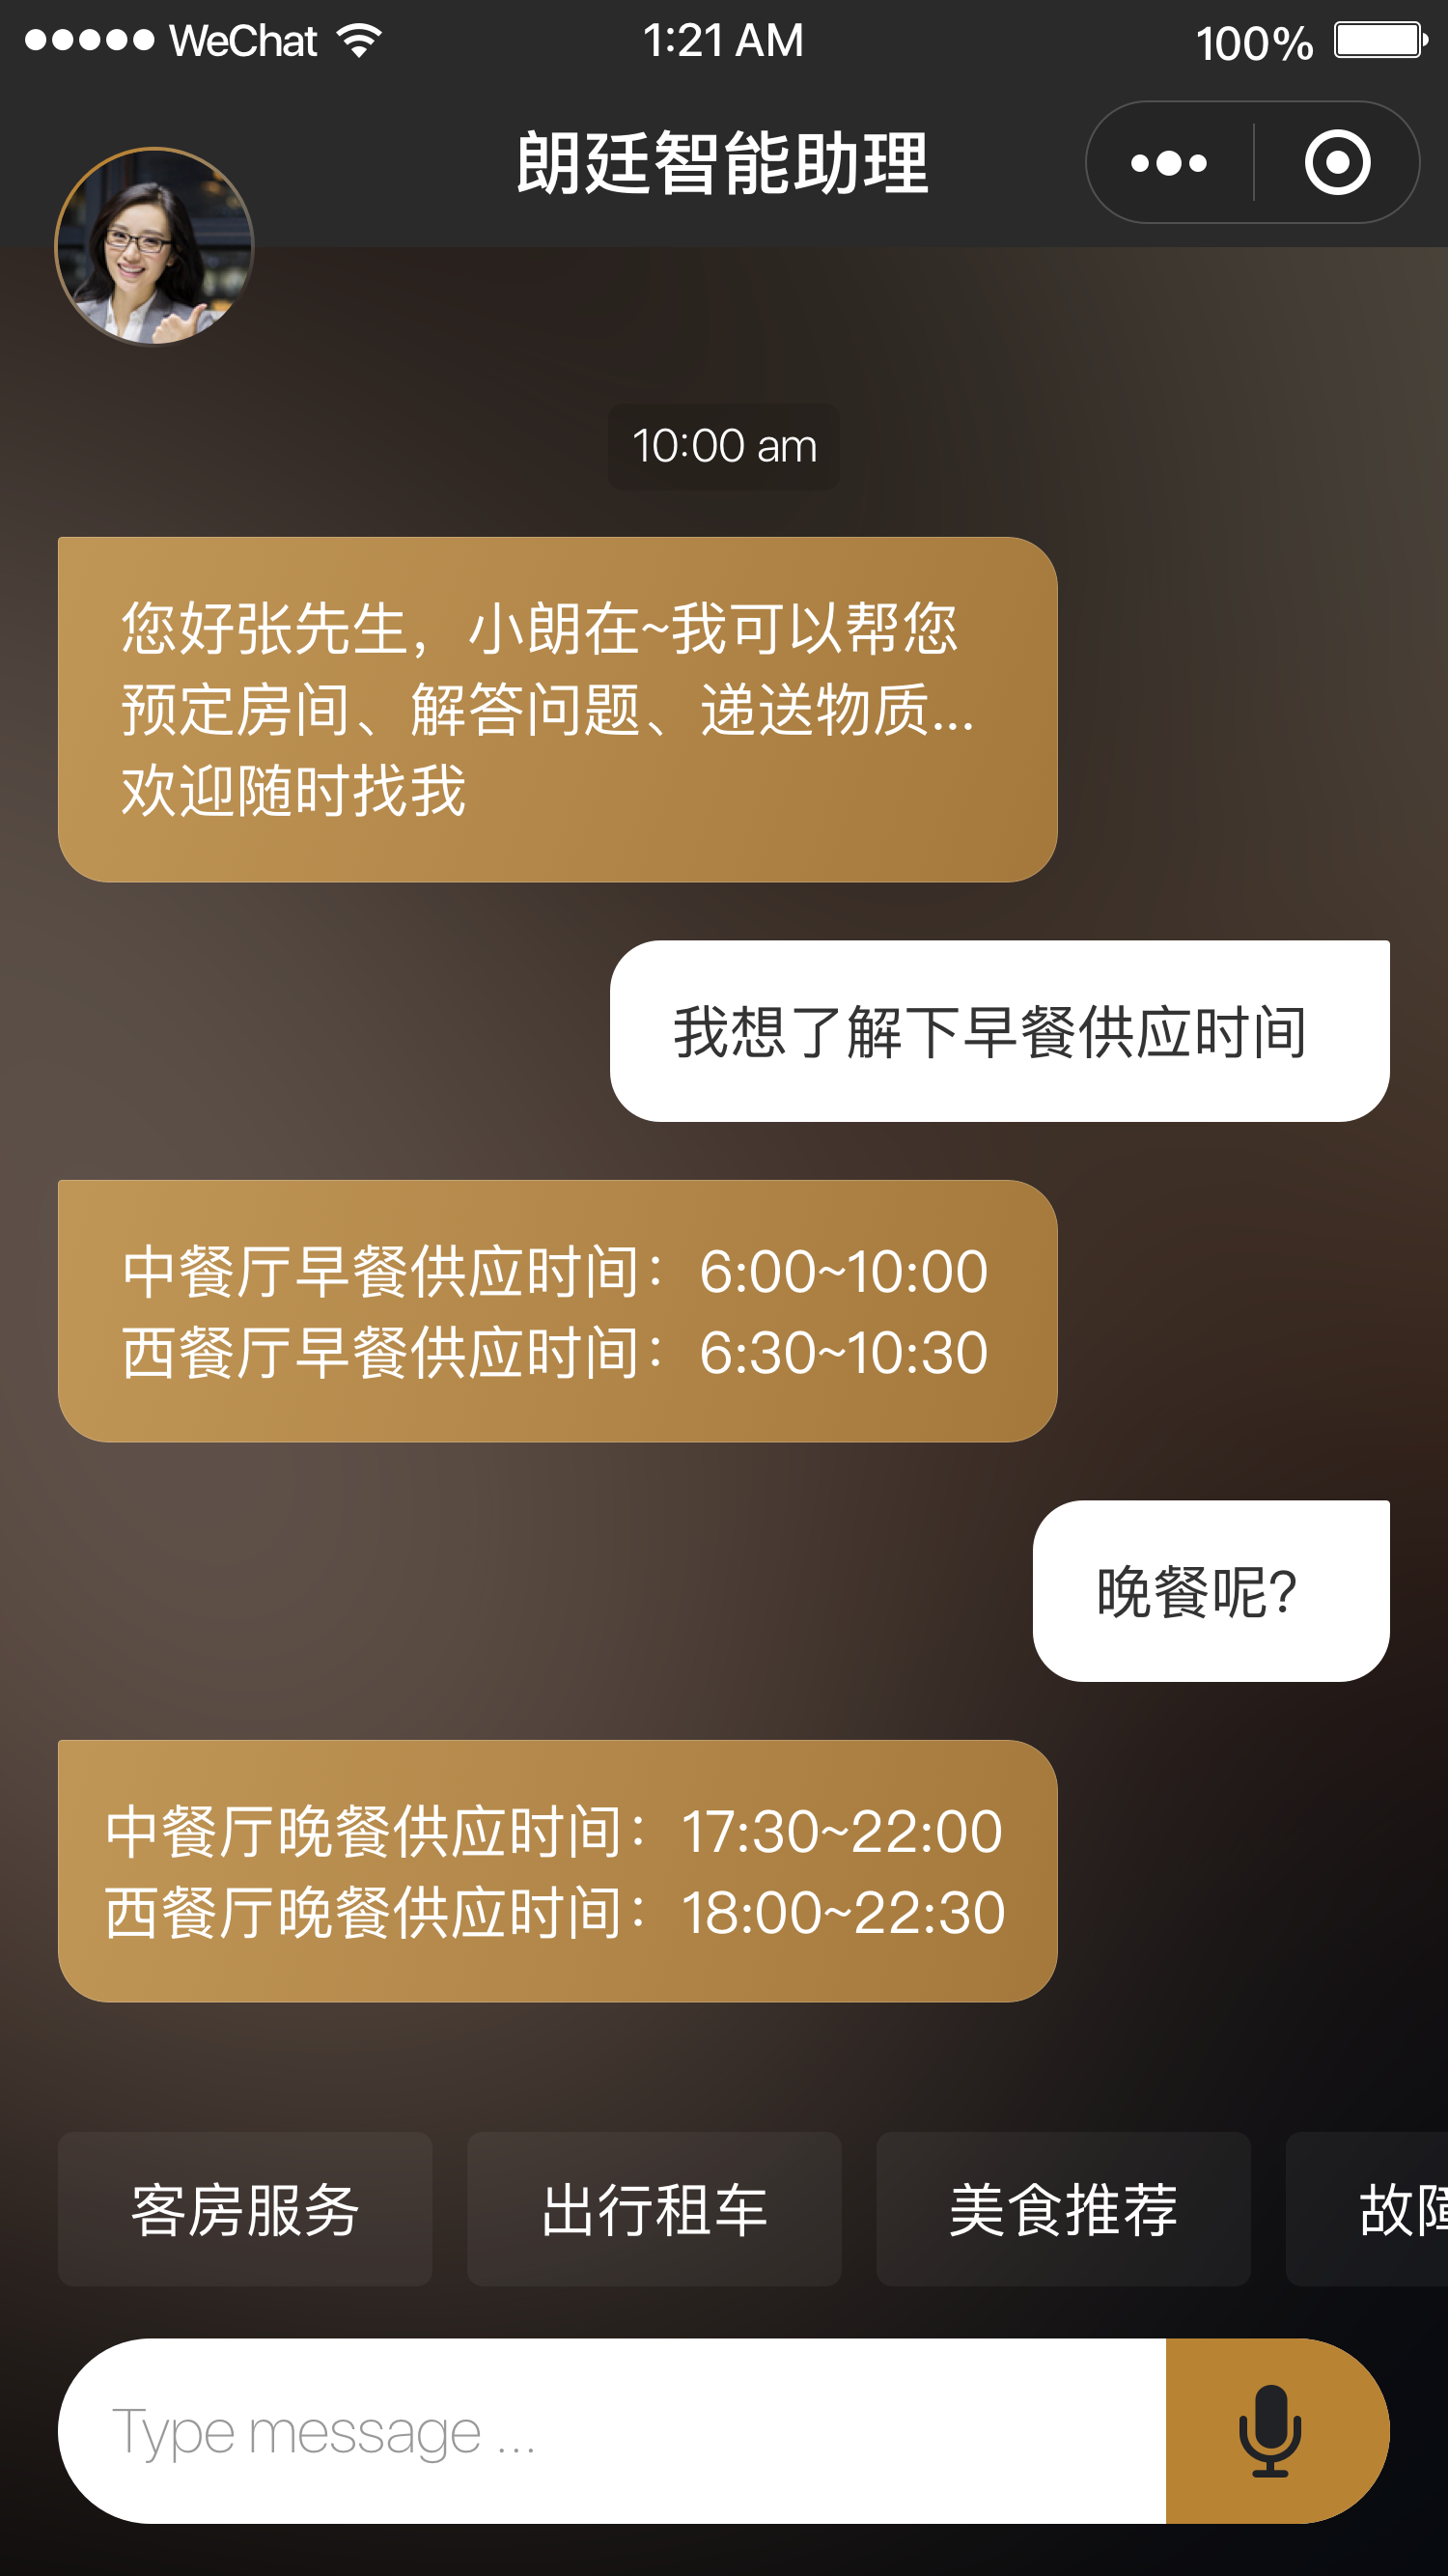 WeChat 1:21 AM 100%
朗廷智能助理
10:00 am
您好张先生，小朗在~我可以帮您
预定房间、解答问题、递送物质...
欢迎随时找我
我想了解下早餐供应时间
中餐厅早餐供应时间：6:00~10:00
西餐厅早餐供应时间：6:30~10:30
晚餐呢?
中餐厅晚餐供应时间：17:30~22:00
西餐厅晚餐供应时间：18:00~22:30
客房服务 出行租车 美食推荐 故
Type message ...